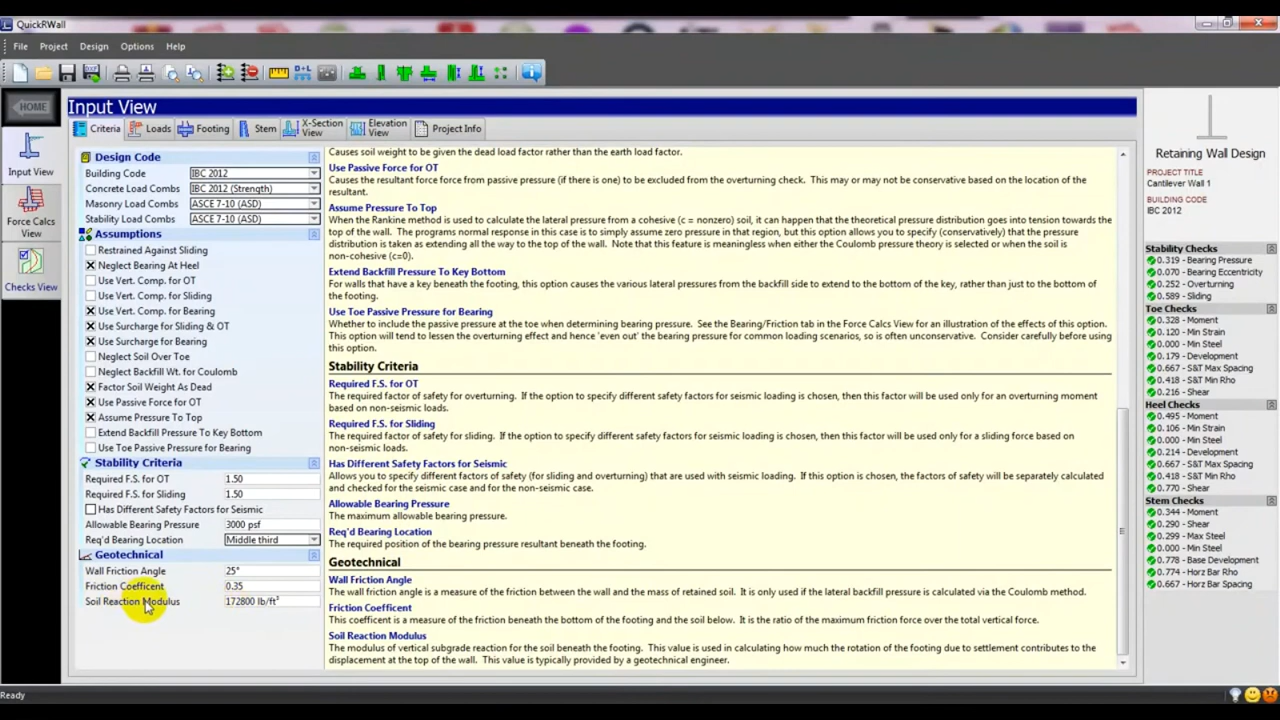 QuickRWall
File Project Design Options Help
HOME
Input View
Force Calcs
View
Checks View
Input View
Criteria Loads Footing Stem X-Section View Elevation View Project Info
Design Code
Building Code IBC 2012
Concrete Load Combs IBC 2012 (Strength)
Masonry Load Combs ASCE 7-10 (ASD)
Stability Load Combs ASCE 7-10 (ASD)
Assumptions
Restrained Against Sliding
Neglect Bearing At Heel
Use Vert. Comp. for OT
Use Vert. Comp. for Sliding
Use Vert. Comp. for Bearing
Use Surcharge for Sliding & OT
Use Surcharge for Bearing
Neglect Soil Over Toe
Neglect Backfill Wt. for Coulomb
Factor Soil Weight As Dead
Use Passive Force for OT
Assume Pressure To Top
Extend Backfill Pressure To Key Bottom
Use Toe Passive Pressure for Bearing
Stability Criteria
Required F.S. for OT 1.50
Required F.S. for Sliding 1.50
Has Different Safety Factors for Seismic
Allowable Bearing Pressure 3000 psf
Req'd Bearing Location Middle third
Geotechnical
Wall Friction Angle 25°
Friction Coefficent 0.35
Soil Reaction Modulus 172800 lb/ft³
Causes soil weight to be given the dead load factor rather than the earth load factor.
Use Passive Force for OT
Causes the resultant force force from passive pressure (if there is one) to be excluded from the overturning check. This may or may not be conservative based on the location of the
resultant.
Assume Pressure To Top
When the Rankine method is used to calculate the lateral pressure from a cohesive (c = nonzero) soil, it can happen that the theoretical pressure distribution goes into tension towards the
top of the wall. The programs normal response in this case is to simply assume zero pressure in that region, but this option allows you to specify (conservatively) that the pressure
distribution is taken as extending all the way to the top of the wall. Note that this feature is meaningless when either the Coulomb pressure theory is selected or when the soil is
non-cohesive (c=0).
Extend Backfill Pressure To Key Bottom
For walls that have a key beneath the footing, this option causes the various lateral pressures from the backfill side to extend to the bottom of the key, rather than just to the bottom of
the footing.
Use Toe Passive Pressure for Bearing
Whether to include the passive pressure at the toe when determining bearing pressure. See the Bearing/Friction tab in the Force Calcs View for an illustration of the effects of this option.
This option will tend to lessen the overturning effect and hence 'even out' the bearing pressure for common loading scenarios, so is often unconservative. Consider carefully before using
this option.
Stability Criteria
Required F.S. for OT
The required factor of safety for overturning. If the option to specify different safety factors for seismic loading is chosen, then this factor will be used only for an overturning moment
based on non-seismic loads.
Required F.S. for Sliding
The required factor of safety for sliding. If the option to specify different safety factors for seismic loading is chosen, then this factor will be used only for a sliding force based on
non-seismic loads.
Has Different Safety Factors for Seismic
Allows you to specify different factors of safety (for sliding and overturning) that are used with seismic loading. If this option is chosen, the factors of safety will be separately calculated
and checked for the seismic case and for the non-seismic case.
Allowable Bearing Pressure
The maximum allowable bearing pressure.
Req'd Bearing Location
The required position of the bearing pressure resultant beneath the footing.
Geotechnical
Wall Friction Angle
The wall friction angle is a measure of the friction between the wall and the mass of retained soil. It is only used if the lateral backfill pressure is calculated via the Coulomb method.
Friction Coefficent
This coefficent is a measure of the friction beneath the bottom of the footing and the soil below. It is the ratio of the maximum friction force over the total vertical force.
Soil Reaction Modulus
The modulus of vertical subgrade reaction for the soil beneath the footing. This value is used in calculating how much the rotation of the footing due to settlement contributes to the
displacement at the top of the wall. This value is typically provided by a geotechnical engineer.
Retaining Wall Design
PROJECT TITLE
Cantilever Wall 1
BUILDING CODE
IBC 2012
Stability Checks
0.319 - Bearing Pressure
0.070 - Bearing Eccentricity
0.252 - Overturning
0.589 - Sliding
Toe Checks
0.328 - Moment
0.120 - Min Strain
0.000 - Min Steel
0.179 - Development
0.667 - S&T Max Spacing
0.418 - S&T Min Rho
0.216 - Shear
Heel Checks
0.495 - Moment
0.106 - Min Strain
0.000 - Min Steel
0.214 - Development
0.667 - S&T Max Spacing
0.418 - S&T Min Rho
0.770 - Shear
Stem Checks
0.344 - Moment
0.290 - Shear
0.299 - Max Steel
0.000 - Min Steel
0.778 - Base Development
0.774 - Horz Bar Rho
0.667 - Horz Bar Spacing
Ready